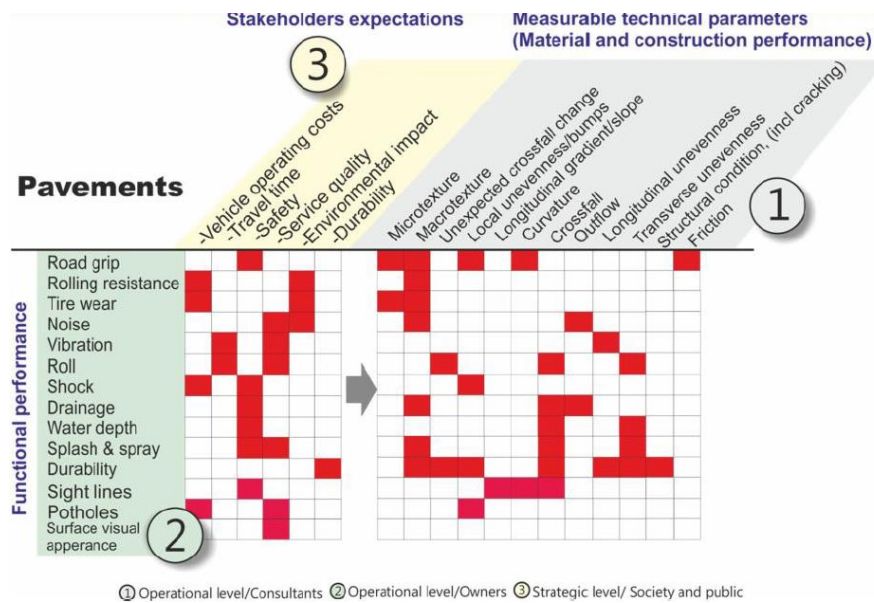 Stakeholders expectations
Measurable technical parameters
(Material and construction performance)
3
-Vehicle operating costs
-Travel time
-Safety
-Service quality
-Environmental impact
-Durability
Microtexture
Macrotexture
Unexpected crossfall change
Local unevenness/bumps
Longitudinal gradient/slope
Curvature
Crossfall
Outflow
Longitudinal unevenness
Transverse unevenness
Structural condition, (incl cracking)
Friction
Pavements
1
Functional performance
Road grip
Rolling resistance
Tire wear
Noise
Vibration
Roll
Shock
Drainage
Water depth
Splash & spray
Durability
Sight lines
Potholes
Surface visual
apperance
2
1 Operational level/Consultants 2 Operational level/Owners 3 Strategic level/ Society and public